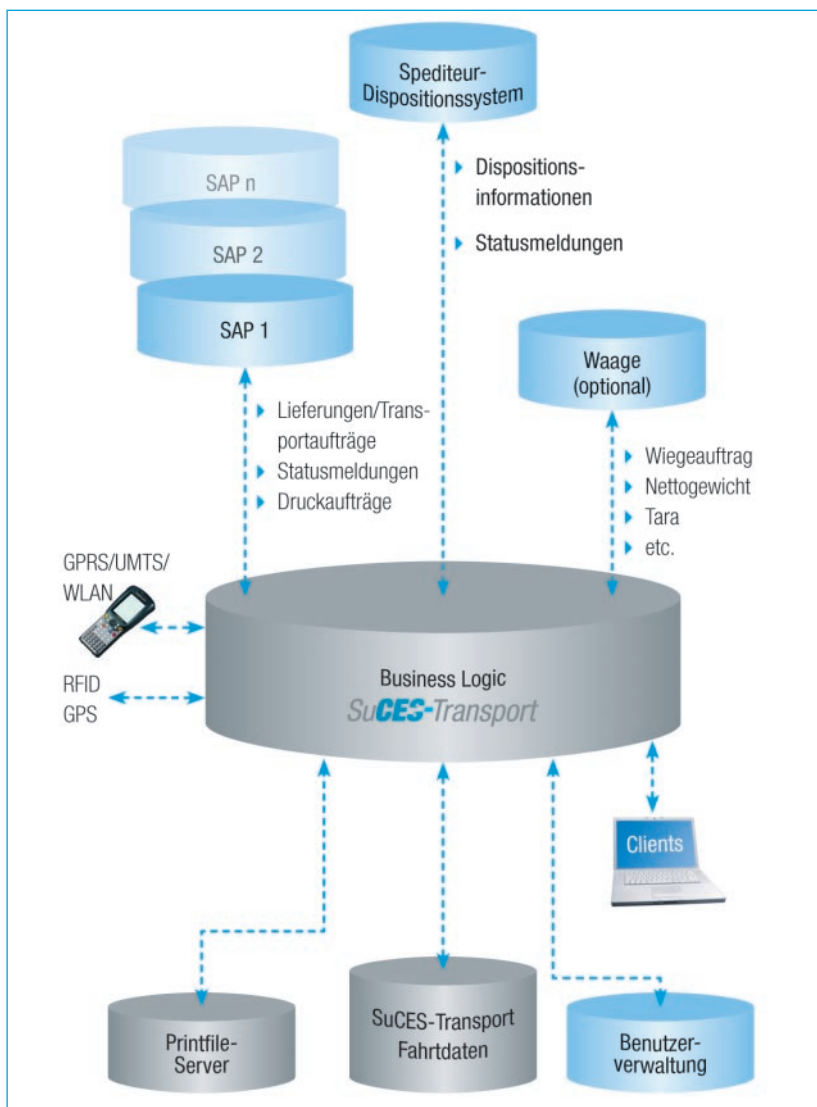 Spediteur-
Dispositionssystem
SAP n
SAP 2
SAP 1
Dispositions-
informationen
Statusmeldungen
Waage
(optional)
Lieferungen/Trans-
portaufträge
Statusmeldungen
Druckaufträge
Wiegeauftrag
Nettogewicht
Tara
etc.
GPRS/UMTS/
WLAN
RFID
GPS
Business Logic
SuCES-Transport
Clients
Printfile-
Server
SuCES-Transport
Fahrtdaten
Benutzer-
verwaltung